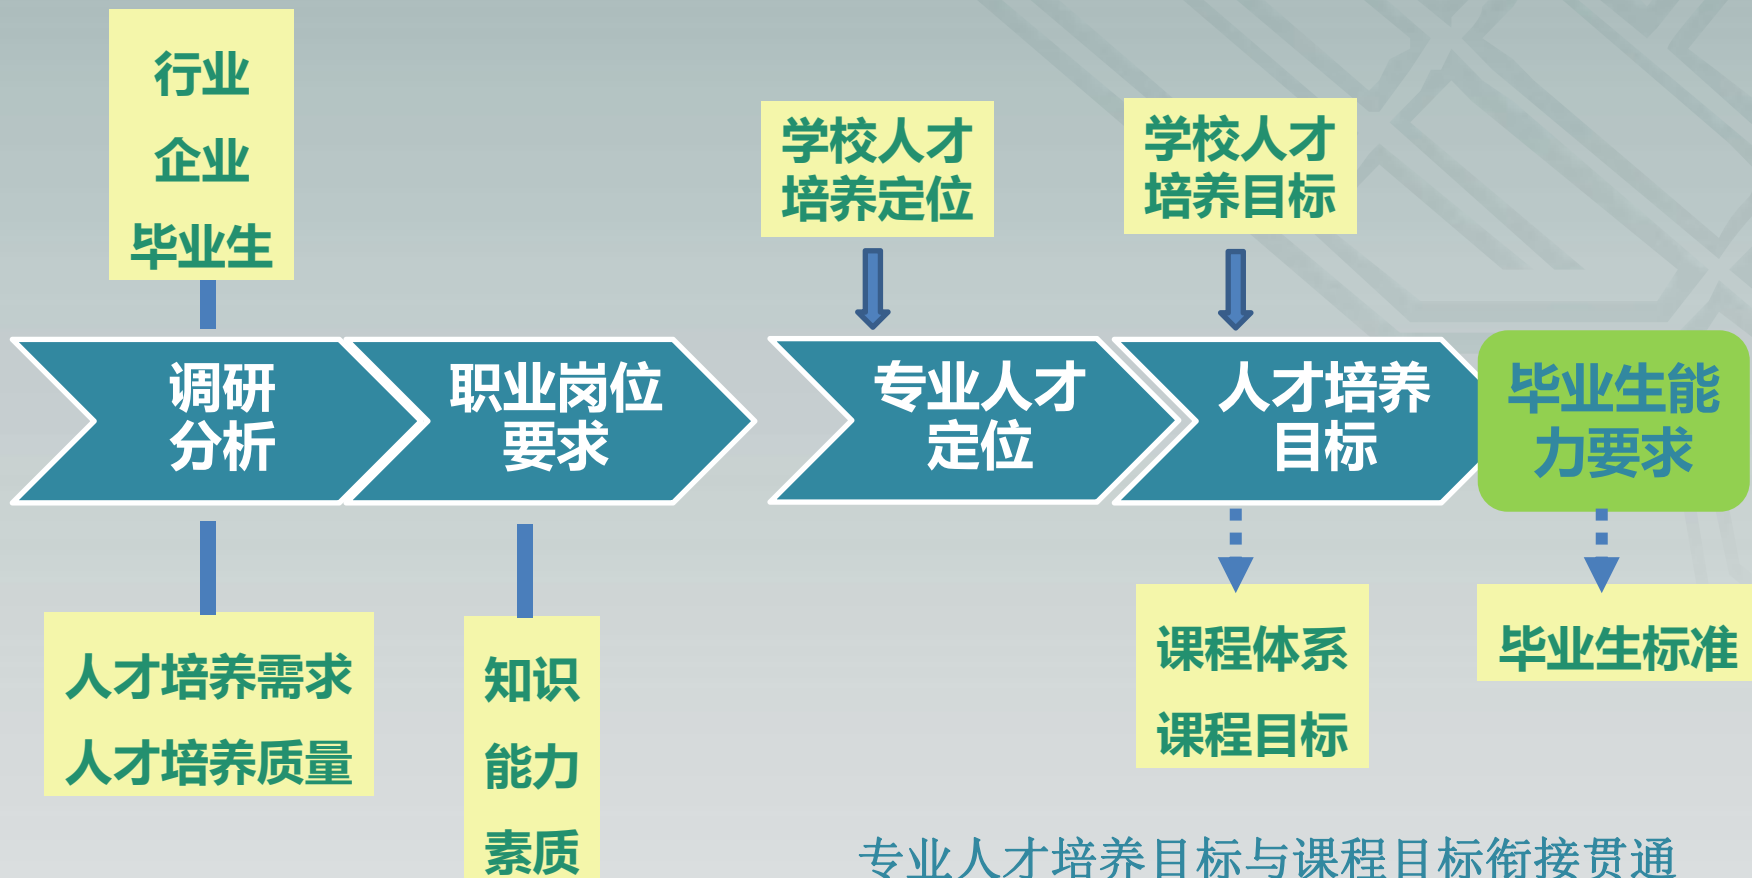 行业
企业
毕业生
学校人才
培养定位
学校人才
培养目标
调研
分析
职业岗位
要求
专业人才
定位
人才培养
目标
毕业生能
力要求
人才培养需求
人才培养质量
知识
能力
素质
课程体系
课程目标
毕业生标准
专业人才培养目标与课程目标衔接贯通